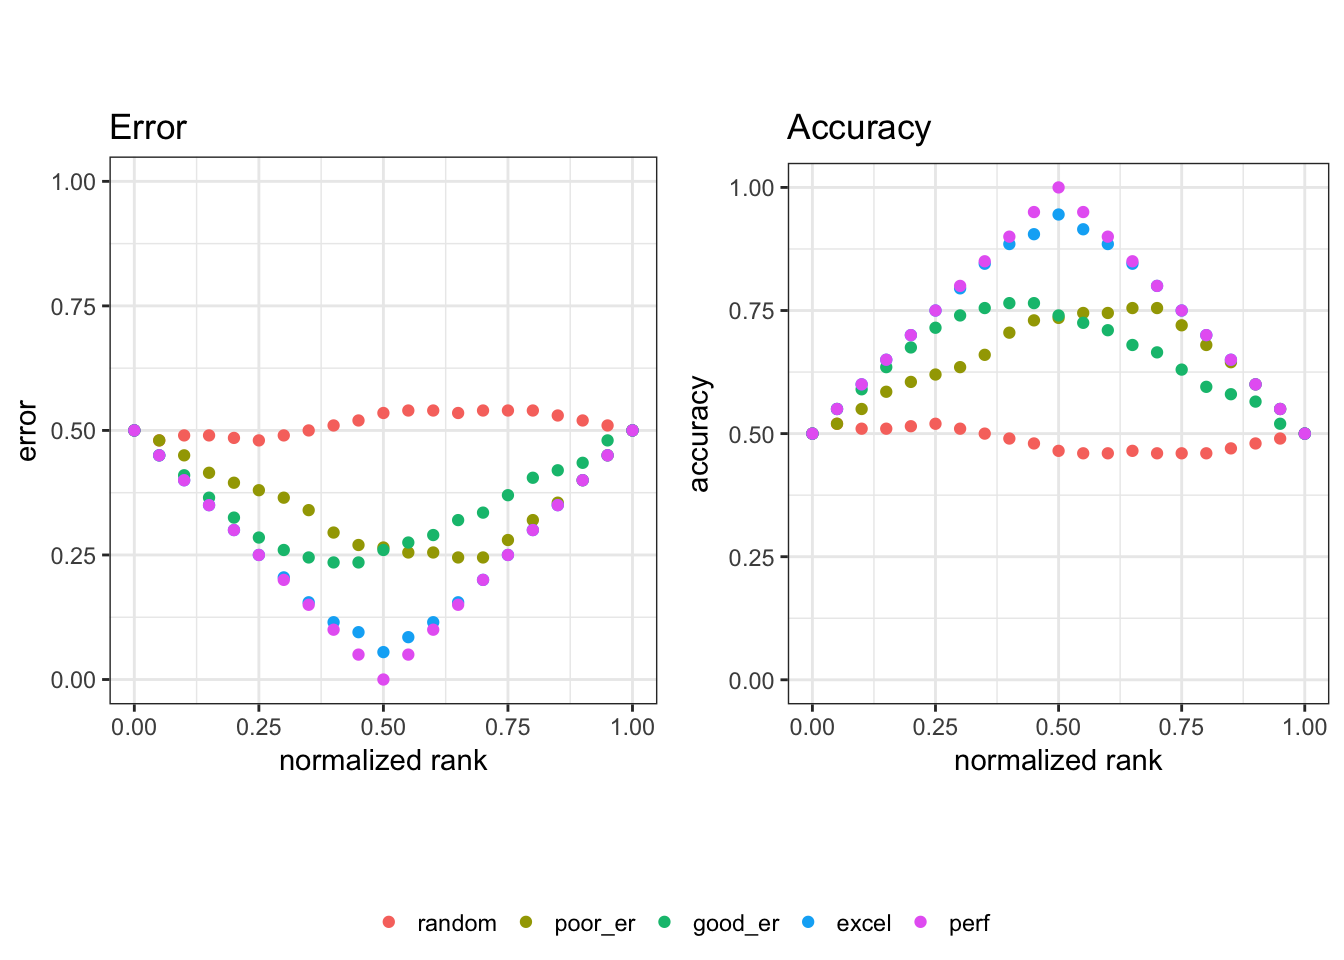 Error
1.00
0.75
0.50
0.25
0.00
error
0.00 0.25 0.50 0.75 1.00
normalized rank
Accuracy
1.00
0.75
0.50
0.25
0.00
accuracy
0.00 0.25 0.50 0.75 1.00
normalized rank
random poor_er good_er excel perf